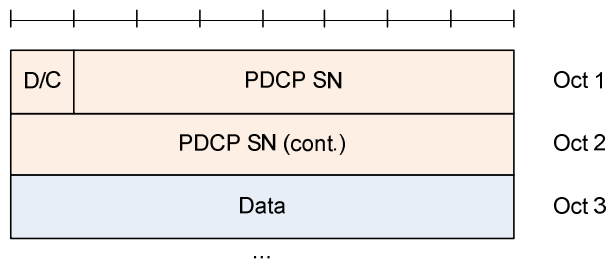 D/C PDCP SN Oct 1
PDCP SN (cont.) Oct 2
Data Oct 3
...